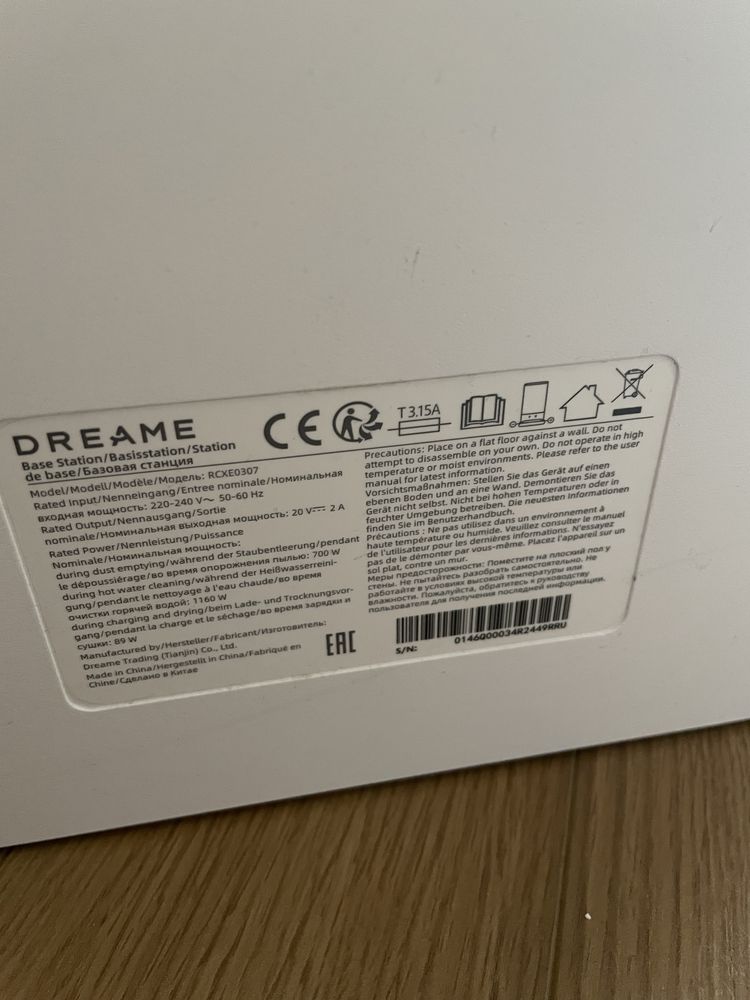 DREAME
Base Station/Basisstation/Station
de base/Базовая станция
Model/Modell/Modèle/Модель: RCXE0307
Rated Input/Nenneingang/Entree nominale/Номинальная
входная мощность: 220-240 V~ 50-60 Hz
Rated Output/Nennausgang/Sortie
nominale/Номинальная выходная мощность: 20 V⎓ 2 A
Rated Power/Nennleistung/Puissance
Nominale/Номинальная мощность:
during dust emptying/während der Staubentleerung/pendant
le dépoussiérage/во время опорожнения пылью: 700 W
during hot water cleaning/während der Heißwasserreini-
gung/pendant le nettoyage à l'eau chaude/во время
очистки горячей водой: 1160 W
during charging and drying/beim Lade- und Trocknungsvor-
gang/pendant la charge et le séchage/во время зарядки и
сушки: 89 W
Manufactured by/Hersteller/Fabricant/Изготовитель:
Dreame Trading (Tianjin) Co., Ltd.
Made in China/Hergestellt in China/Fabriqué en
Chine/Сделано в Китае
EAC
CE
T 3.15A
Precautions: Place on a flat floor against a wall. Do not
attempt to disassemble on your own. Do not operate in high
temperature or moist environments. Please refer to the user
manual for latest information.
Vorsichtsmaßnahmen: Stellen Sie das Gerät auf einen
ebenen Boden und an eine Wand. Demontieren Sie das
Gerät nicht selbst. Nicht bei hohen Temperaturen oder in
feuchter Umgebung betreiben. Die neuesten Informationen
finden Sie im Benutzerhandbuch.
Précautions : Ne pas utilisez dans un environnement à
haute température ou humide. Veuillez consulter le manuel
de l'utilisateur pour les dernières informations. N'essayez
pas de le démonter par vous-même. Placez l'appareil sur un
sol plat, contre un mur.
Меры предосторожности: Поместите на плоский пол у
стены. Не пытайтесь разобрать самостоятельно. Не
работайте в условиях высокой температуры или
влажности. Пожалуйста, обратитесь к руководству
пользователя для получения последней информации.
S/N: 0146Q00034R2449RRU